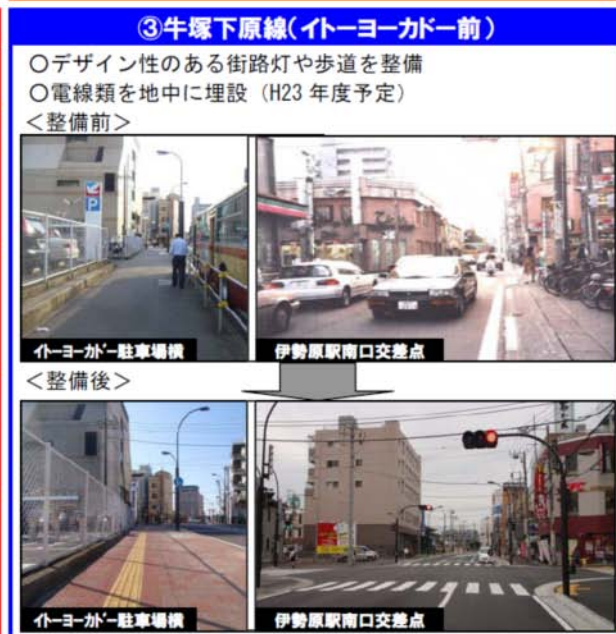 ③牛塚下原線(イトーヨーカドー前)
○デザイン性のある街路灯や歩道を整備
○電線類を地中に埋設（H23 年度予定）
＜整備前＞
P
イトーヨーカドー駐車場横
伊勢原駅南口交差点
＜整備後＞
イトーヨーカドー駐車場横
伊勢原駅南口交差点